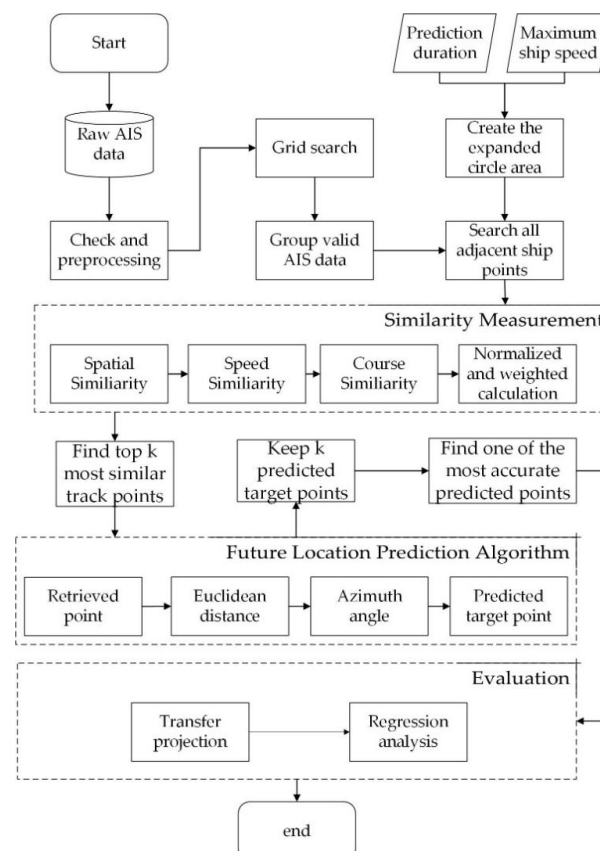 Start
Prediction
duration
Maximum
ship speed
Raw AIS
data
Grid search
Create the
expanded
circle area
Check and
preprocessing
Group valid
AIS data
Search all
adjacent ship
points
Similarity Measurement
Spatial
Similiarity
Speed
Similiarity
Course
Similiarity
Normalized
and weighted
calculation
Find top k
most similar
track points
Keep k
predicted
target points
Find one of the
most accurate
predicted points
Future Location Prediction Algorithm
Retrieved
point
Euclidean
distance
Azimuth
angle
Predicted
target point
Evaluation
Transfer
projection
Regression
analysis
end